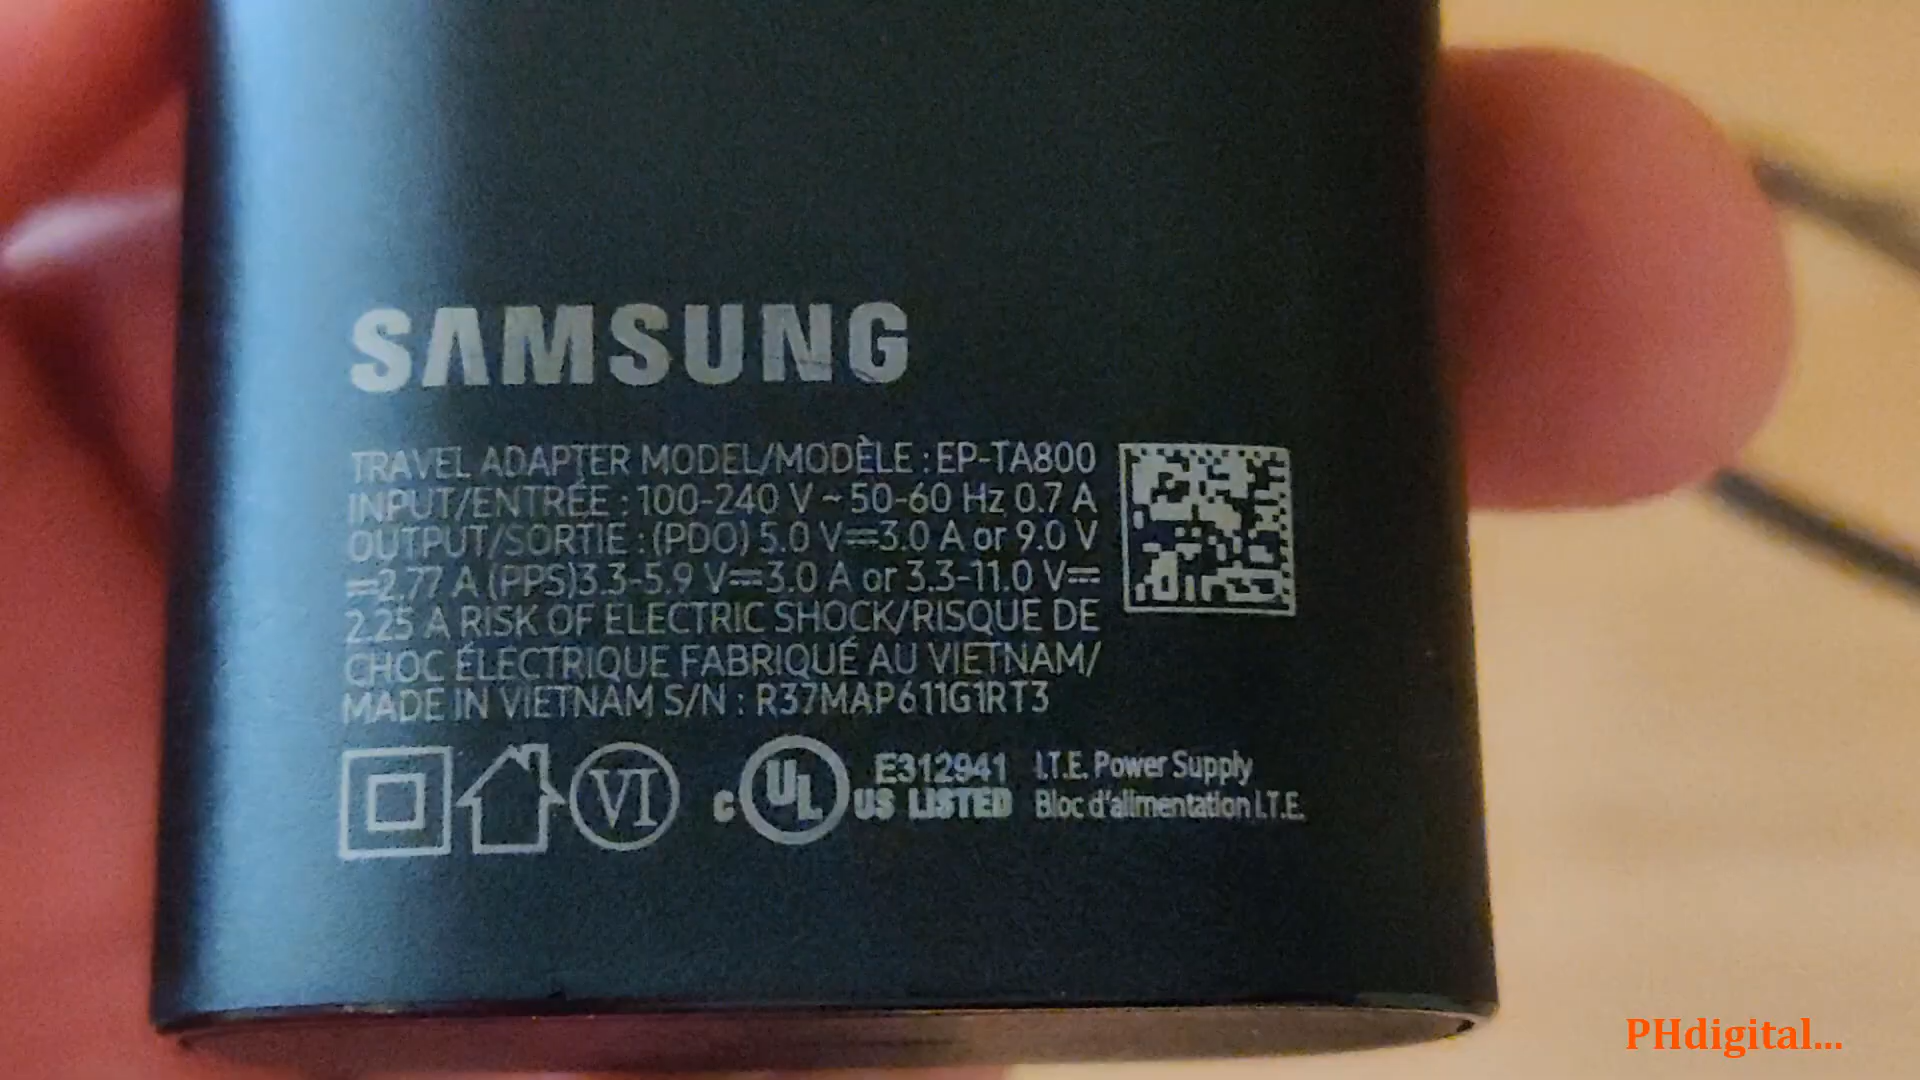 SAMSUNG
TRAVEL ADAPTER MODEL/MODÈLE : EP-TA800
INPUT/ENTRÉE : 100-240 V ~ 50-60 Hz 0.7 A
OUTPUT/SORTIE : (PDO) 5.0 V⎓3.0 A or 9.0 V
⎓2.77 A (PPS)3.3-5.9 V⎓3.0 A or 3.3-11.0 V⎓
2.25 A RISK OF ELECTRIC SHOCK/RISQUE DE
CHOC ÉLECTRIQUE FABRIQUÉ AU VIETNAM/
MADE IN VIETNAM S/N : R37MAP611G1RT3
VI
c UL US LISTED E312941
I.T.E. Power Supply
Bloc d'alimentation I.T.E.
PHdigital...